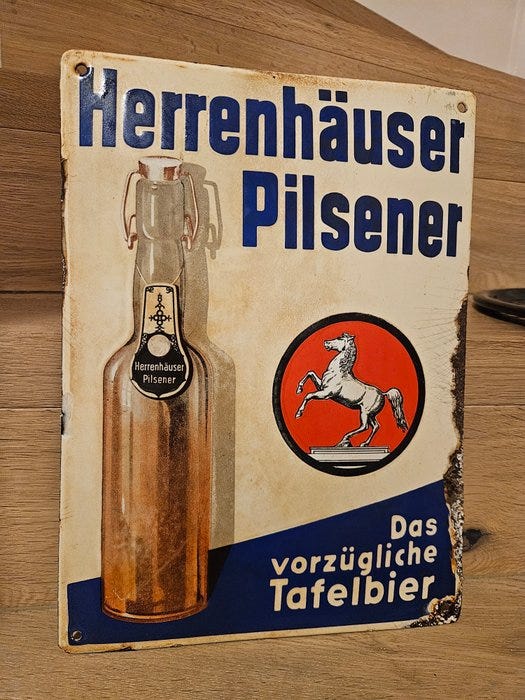 Herrenhäuser
Pilsener
Herrenhäuser
Pilsener
Das
vorzügliche
Tafelbier